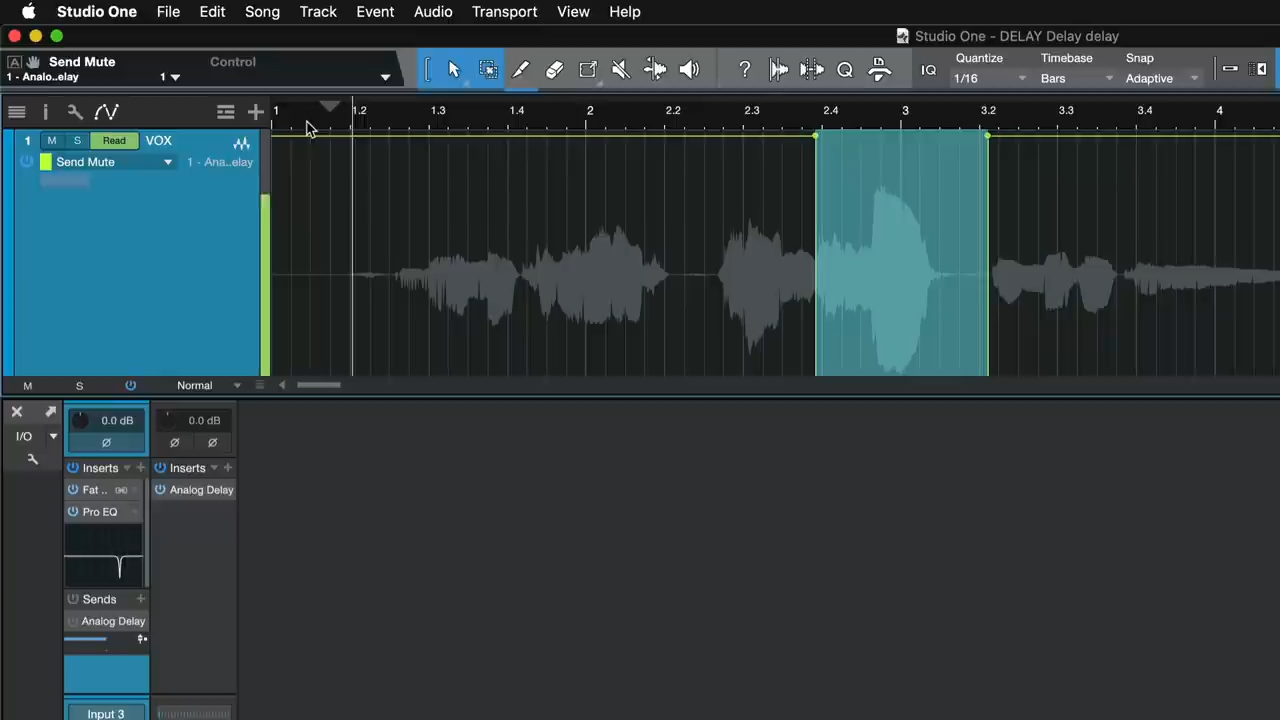 Studio One File Edit Song Track Event Audio Transport View Help
Studio One - DELAY Delay delay
A Send Mute Control
1 - Analo..elay 1
? Q IQ Quantize Timebase Snap
1/16 Bars Adaptive
i 1 1.2 1.3 1.4 2 2.2 2.3 2.4 3 3.2 3.3 3.4 4
1 M S Read VOX
Send Mute 1 - Ana..elay
M S Normal
I/O 0.0 dB 0.0 dB
Ø Ø Ø
Inserts + Inserts +
Fat .. Analog Delay
Pro EQ
Sends +
Analog Delay
Input 3